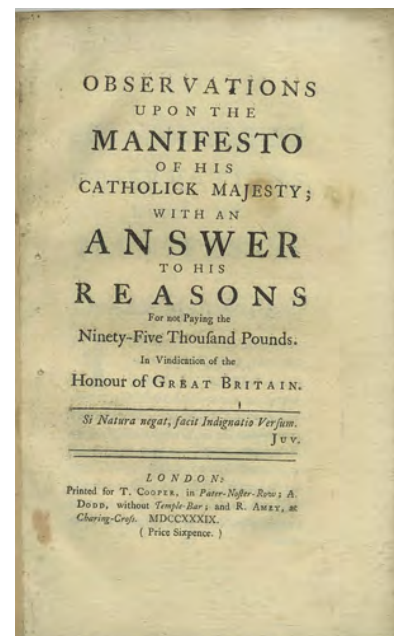 OBSERVATIONS
UPON THE
MANIFESTO
OF HIS
CATHOLICK MAJESTY;
WITH AN
ANSWER
TO HIS
REASONS
For not Paying the
Ninety-Five Thouſand Pounds.
In Vindication of the
Honour of GREAT BRITAIN.
Si Natura negat, facit Indignatio Verſum.
JUV.
LONDON:
Printed for T. COOPER, in Pater-Noſter-Row; A.
DODD, without Temple-Bar; and R. AMEY, at
Charing-Croſs. MDCCXXXIX.
( Price Sixpence. )